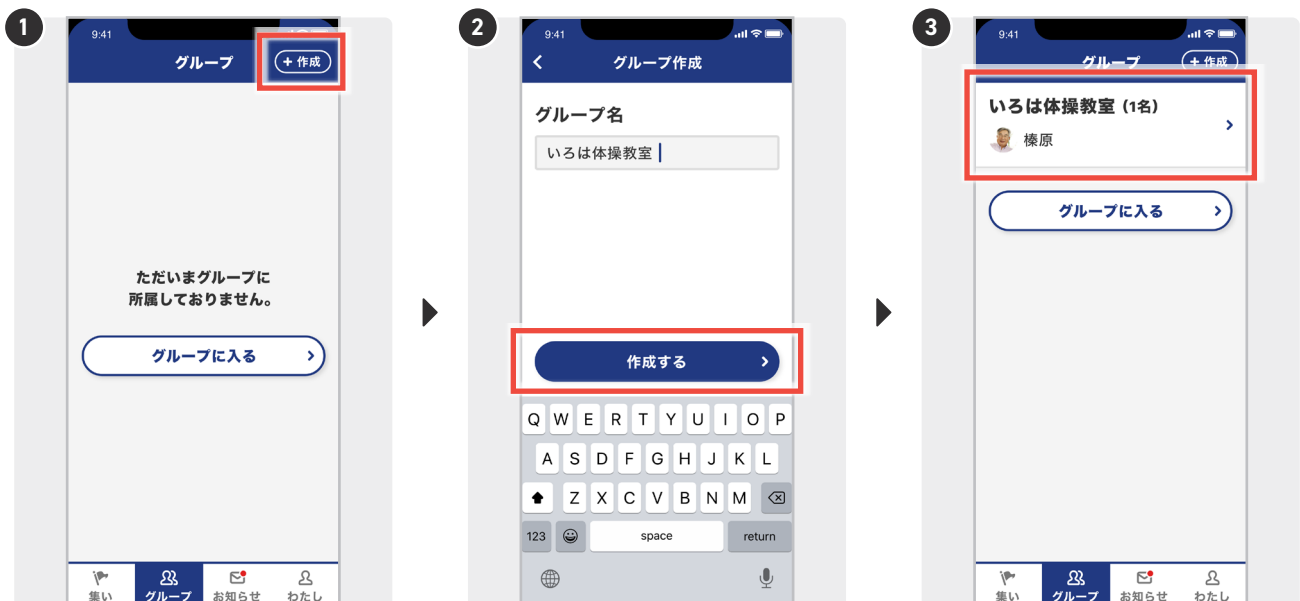 1
9:41
グループ
+ 作成
ただいまグループに
所属しておりません。
グループに入る
集い
グループ
お知らせ
わたし
2
9:41
グループ作成
グループ名
いろは体操教室
作成する
Q W E R T Y U I O P
A S D F G H J K L
Z X C V B N M
123
space
return
3
9:41
グループ
+ 作成
いろは体操教室 (1名)
榛原
グループに入る
集い
グループ
お知らせ
わたし